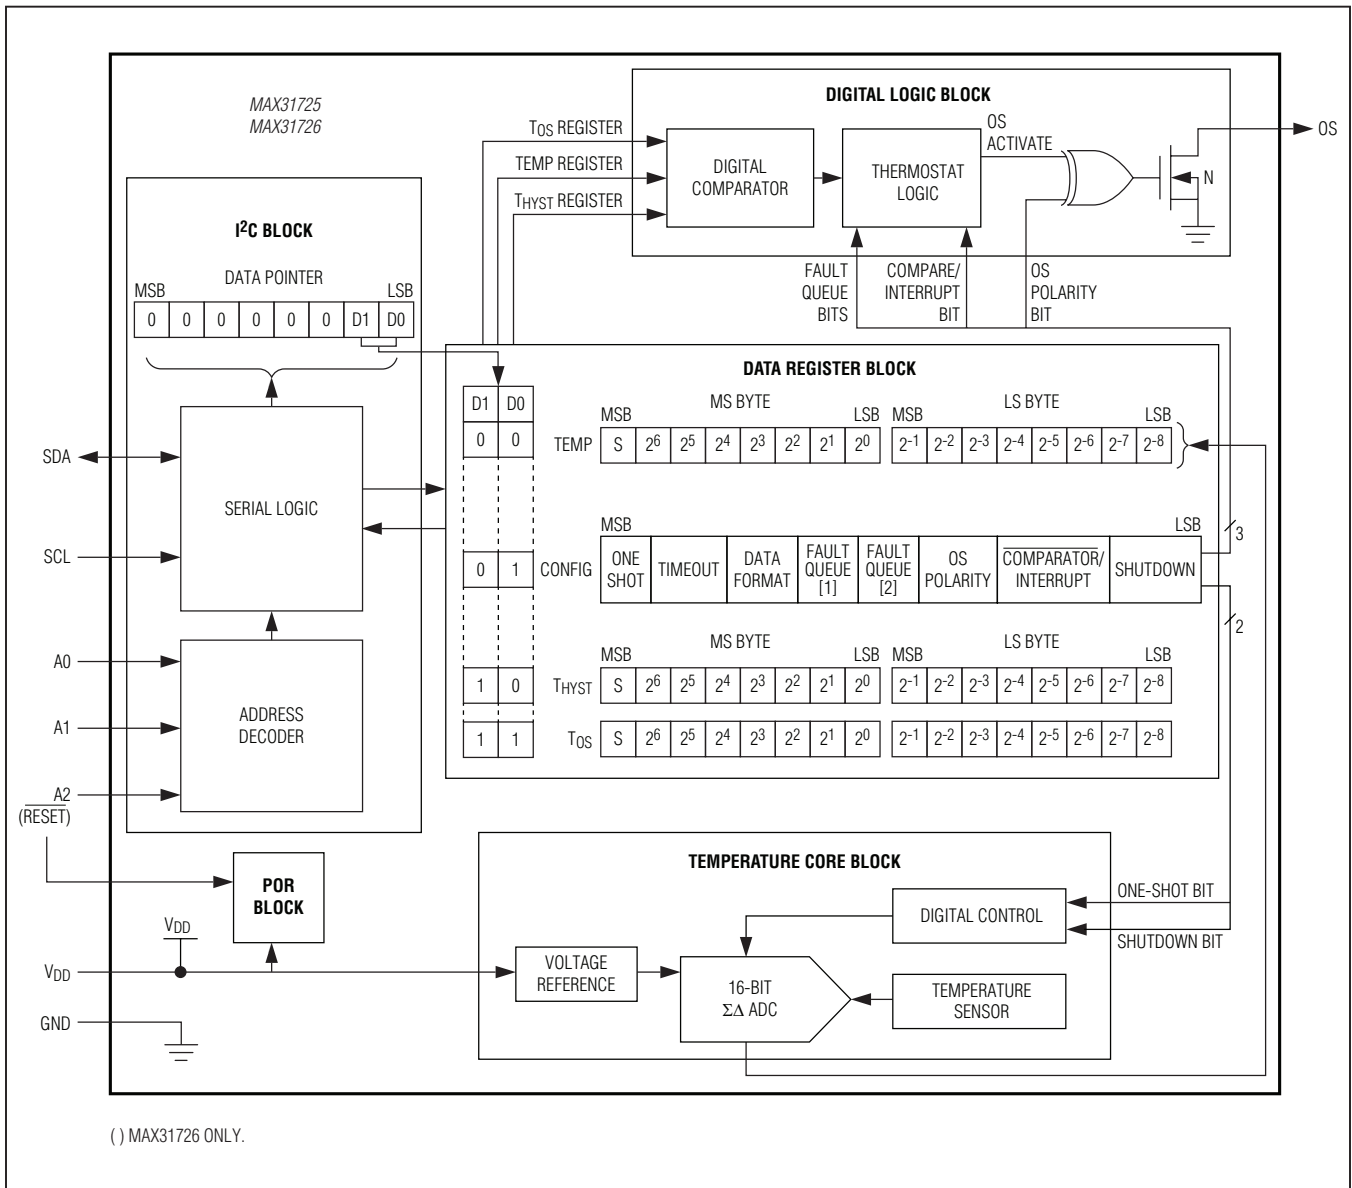 MAX31725
MAX31726
DIGITAL LOGIC BLOCK
TOS REGISTER
TEMP REGISTER
THYST REGISTER
DIGITAL
COMPARATOR
THERMOSTAT
LOGIC
OS
ACTIVATE
N
OS
FAULT
QUEUE
BITS
COMPARE/
INTERRUPT
BIT
OS
POLARITY
BIT
I2C BLOCK
DATA POINTER
MSB LSB
0 0 0 0 0 0 D1 D0
SERIAL LOGIC
ADDRESS
DECODER
SDA
SCL
A0
A1
A2
(RESET)
DATA REGISTER BLOCK
D1 D0
MS BYTE LS BYTE
MSB LSB MSB LSB
0 0 TEMP S 2^6 2^5 2^4 2^3 2^2 2^1 2^0 2^-1 2^-2 2^-3 2^-4 2^-5 2^-6 2^-7 2^-8
MSB LSB
3
0 1 CONFIG
ONE
SHOT
TIMEOUT
DATA
FORMAT
FAULT
QUEUE
[1]
FAULT
QUEUE
[2]
OS
POLARITY
COMPARATOR/
INTERRUPT
SHUTDOWN
2
MS BYTE LS BYTE
MSB LSB MSB LSB
1 0 THYST S 2^6 2^5 2^4 2^3 2^2 2^1 2^0 2^-1 2^-2 2^-3 2^-4 2^-5 2^-6 2^-7 2^-8
1 1 TOS S 2^6 2^5 2^4 2^3 2^2 2^1 2^0 2^-1 2^-2 2^-3 2^-4 2^-5 2^-6 2^-7 2^-8
POR
BLOCK
VDD
VDD
GND
TEMPERATURE CORE BLOCK
DIGITAL CONTROL
ONE-SHOT BIT
SHUTDOWN BIT
VOLTAGE
REFERENCE
16-BIT
ΣΔ ADC
TEMPERATURE
SENSOR
( ) MAX31726 ONLY.